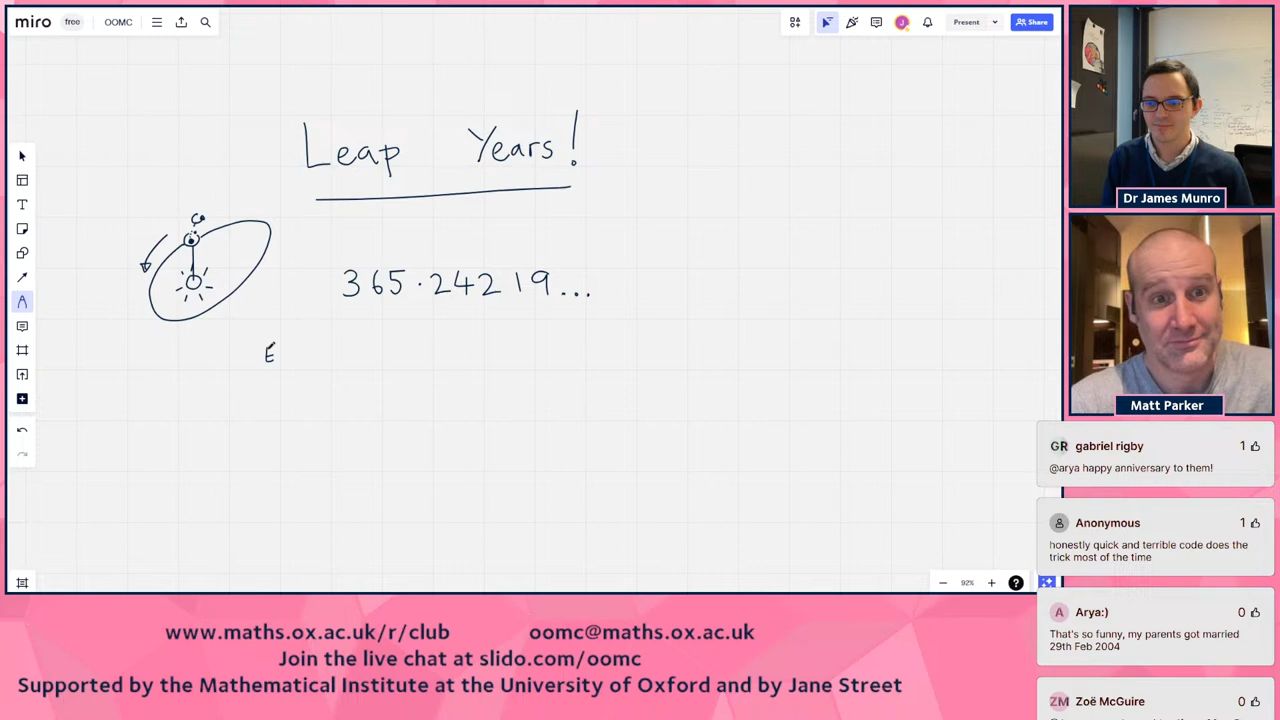 miro free OOMC
Present
Share
Leap Years!
365·24219...
E
92%
Dr James Munro
Matt Parker
GR gabriel rigby 1
@arya happy anniversary to them!
Anonymous 1
honestly quick and terrible code does the
trick most of the time
A Arya:) 0
That's so funny, my parents got married
29th Feb 2004
ZM Zoë McGuire 0
www.maths.ox.ac.uk/r/club oomc@maths.ox.ac.uk
Join the live chat at slido.com/oomc
Supported by the Mathematical Institute at the University of Oxford and by Jane Street